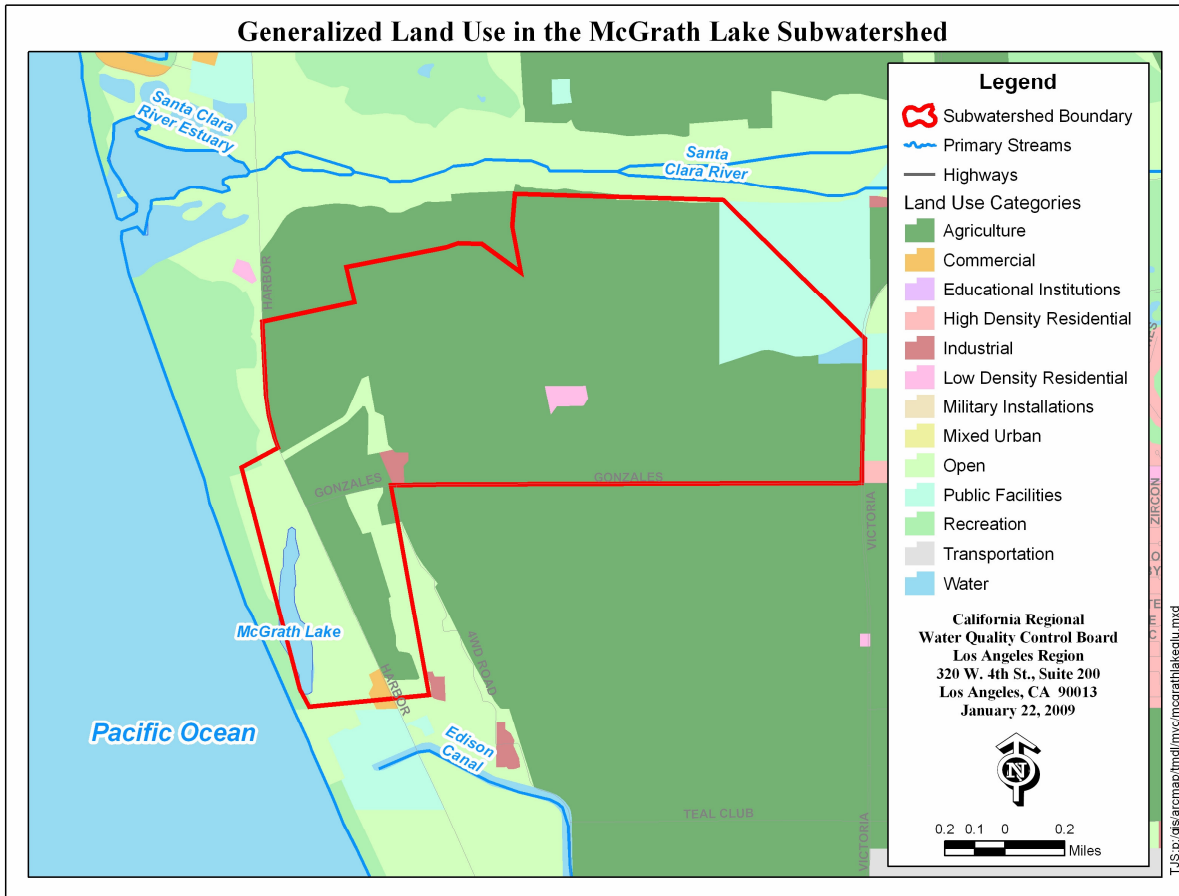 Generalized Land Use in the McGrath Lake Subwatershed
Santa Clara
River Estuary
Santa
Clara River
HARBOR
GONZALES
GONZALES
VICTORIA
McGrath Lake
HARBOR
4WD ROAD
Pacific Ocean
Edison
Canal
TEAL CLUB
VICTORIA
ZIRCON
Legend
Subwatershed Boundary
Primary Streams
Highways
Land Use Categories
Agriculture
Commercial
Educational Institutions
High Density Residential
Industrial
Low Density Residential
Military Installations
Mixed Urban
Open
Public Facilities
Recreation
Transportation
Water
California Regional
Water Quality Control Board
Los Angeles Region
320 W. 4th St., Suite 200
Los Angeles, CA 90013
January 22, 2009
N
0.2 0.1 0 0.2
Miles
TJS:p:/gis/arcmap/tmdl/mvc/mcgrathlakeglu.mxd